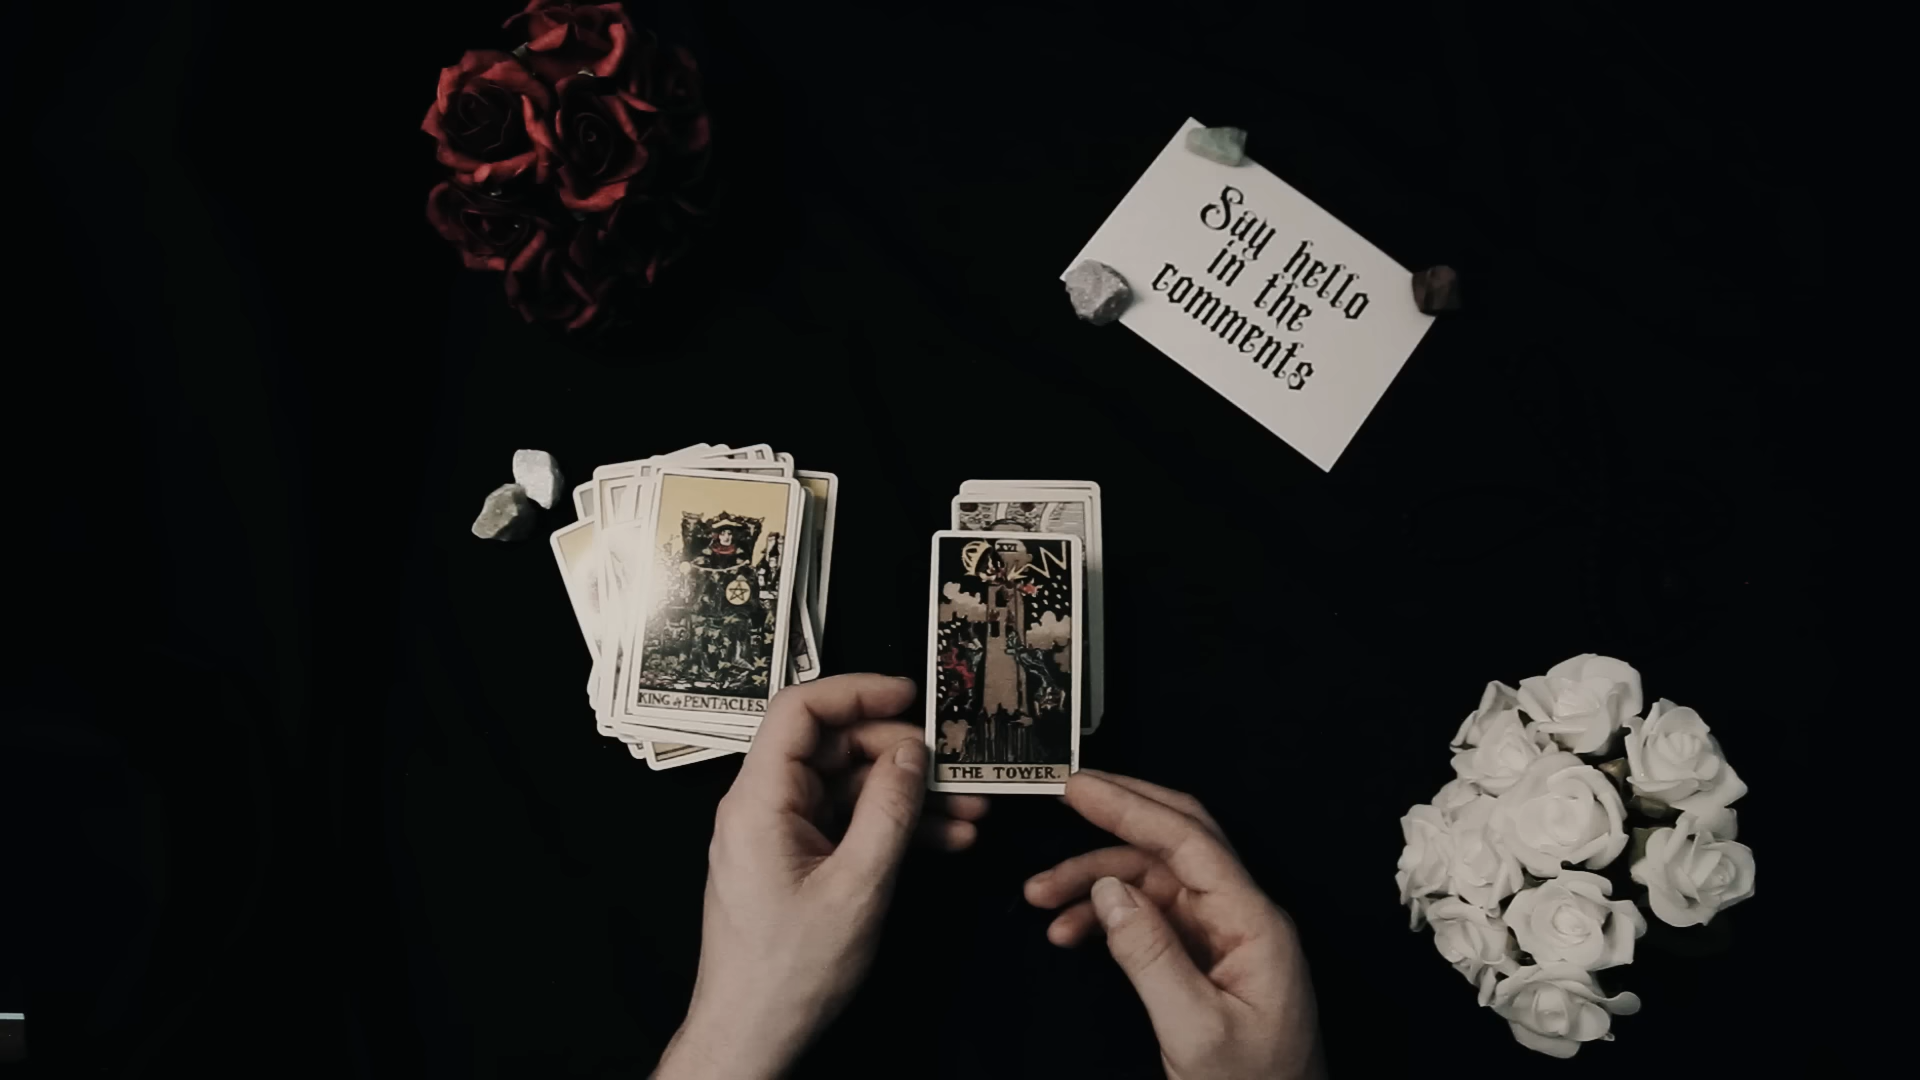 Say hello
in the
comments
KING of PENTACLES.
XVI
THE TOWER.